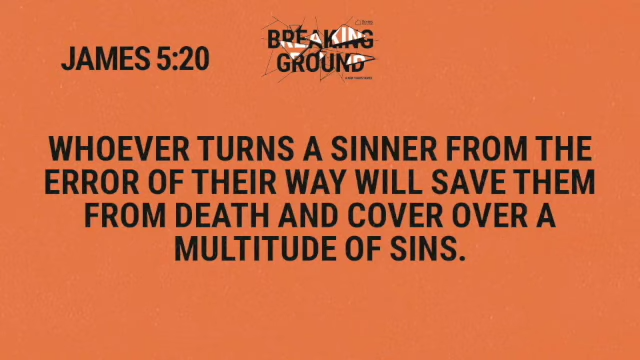 JAMES 5:20
BREAKING
GROUND
WHOEVER TURNS A SINNER FROM THE
ERROR OF THEIR WAY WILL SAVE THEM
FROM DEATH AND COVER OVER A
MULTITUDE OF SINS.